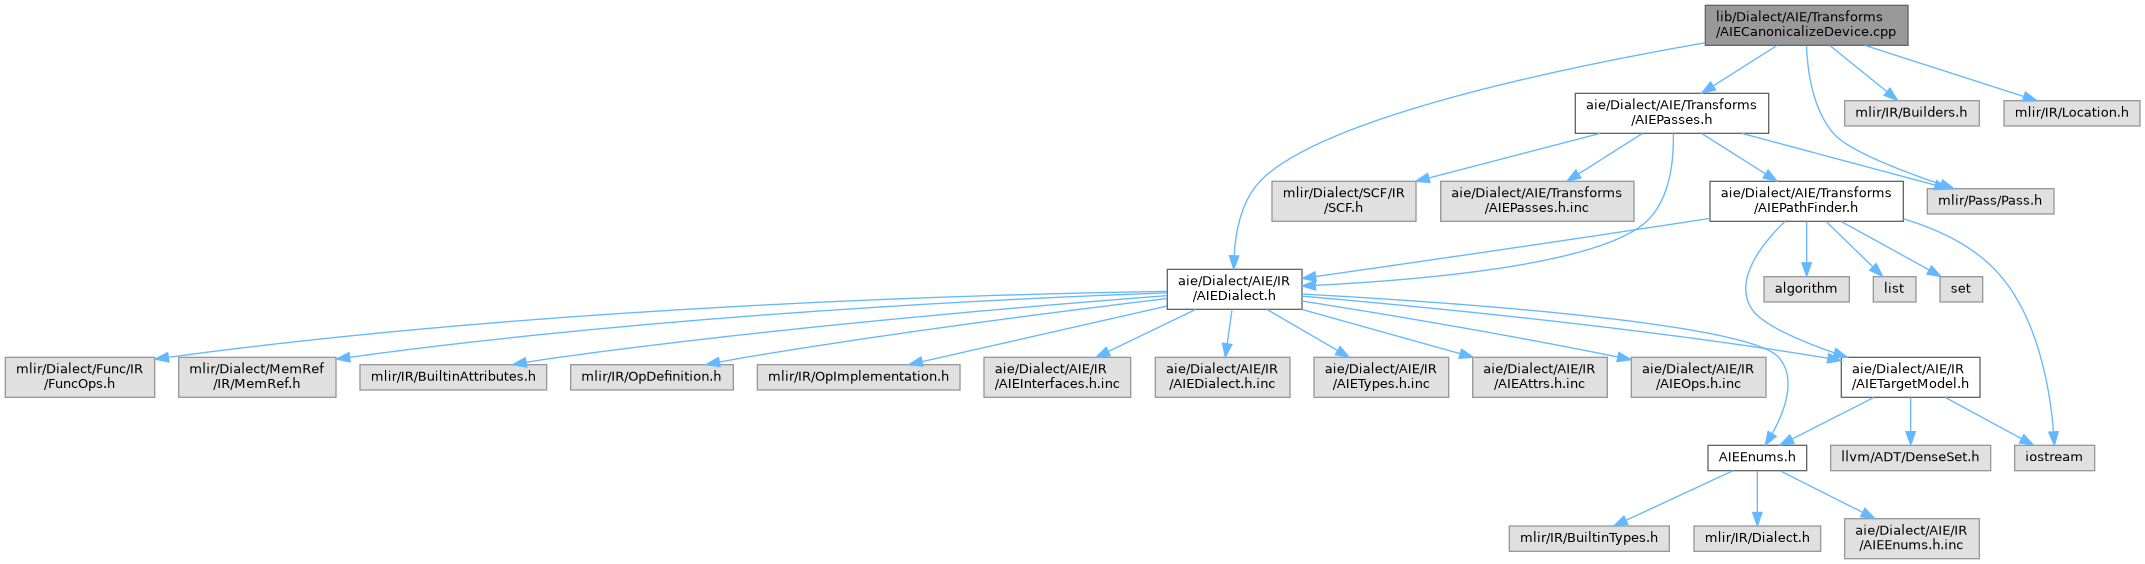 lib/Dialect/AIE/Transforms
/AIECanonicalizeDevice.cpp
aie/Dialect/AIE/Transforms
/AIEPasses.h
mlir/IR/Builders.h
mlir/IR/Location.h
mlir/Dialect/SCF/IR
/SCF.h
aie/Dialect/AIE/Transforms
/AIEPasses.h.inc
aie/Dialect/AIE/Transforms
/AIEPathFinder.h
mlir/Pass/Pass.h
aie/Dialect/AIE/IR
/AIEDialect.h
algorithm
list
set
mlir/Dialect/Func/IR
/FuncOps.h
mlir/Dialect/MemRef
/IR/MemRef.h
mlir/IR/BuiltinAttributes.h
mlir/IR/OpDefinition.h
mlir/IR/OpImplementation.h
aie/Dialect/AIE/IR
/AIEInterfaces.h.inc
aie/Dialect/AIE/IR
/AIEDialect.h.inc
aie/Dialect/AIE/IR
/AIETypes.h.inc
aie/Dialect/AIE/IR
/AIEAttrs.h.inc
aie/Dialect/AIE/IR
/AIEOps.h.inc
aie/Dialect/AIE/IR
/AIETargetModel.h
AIEEnums.h
llvm/ADT/DenseSet.h
iostream
mlir/IR/BuiltinTypes.h
mlir/IR/Dialect.h
aie/Dialect/AIE/IR
/AIEEnums.h.inc